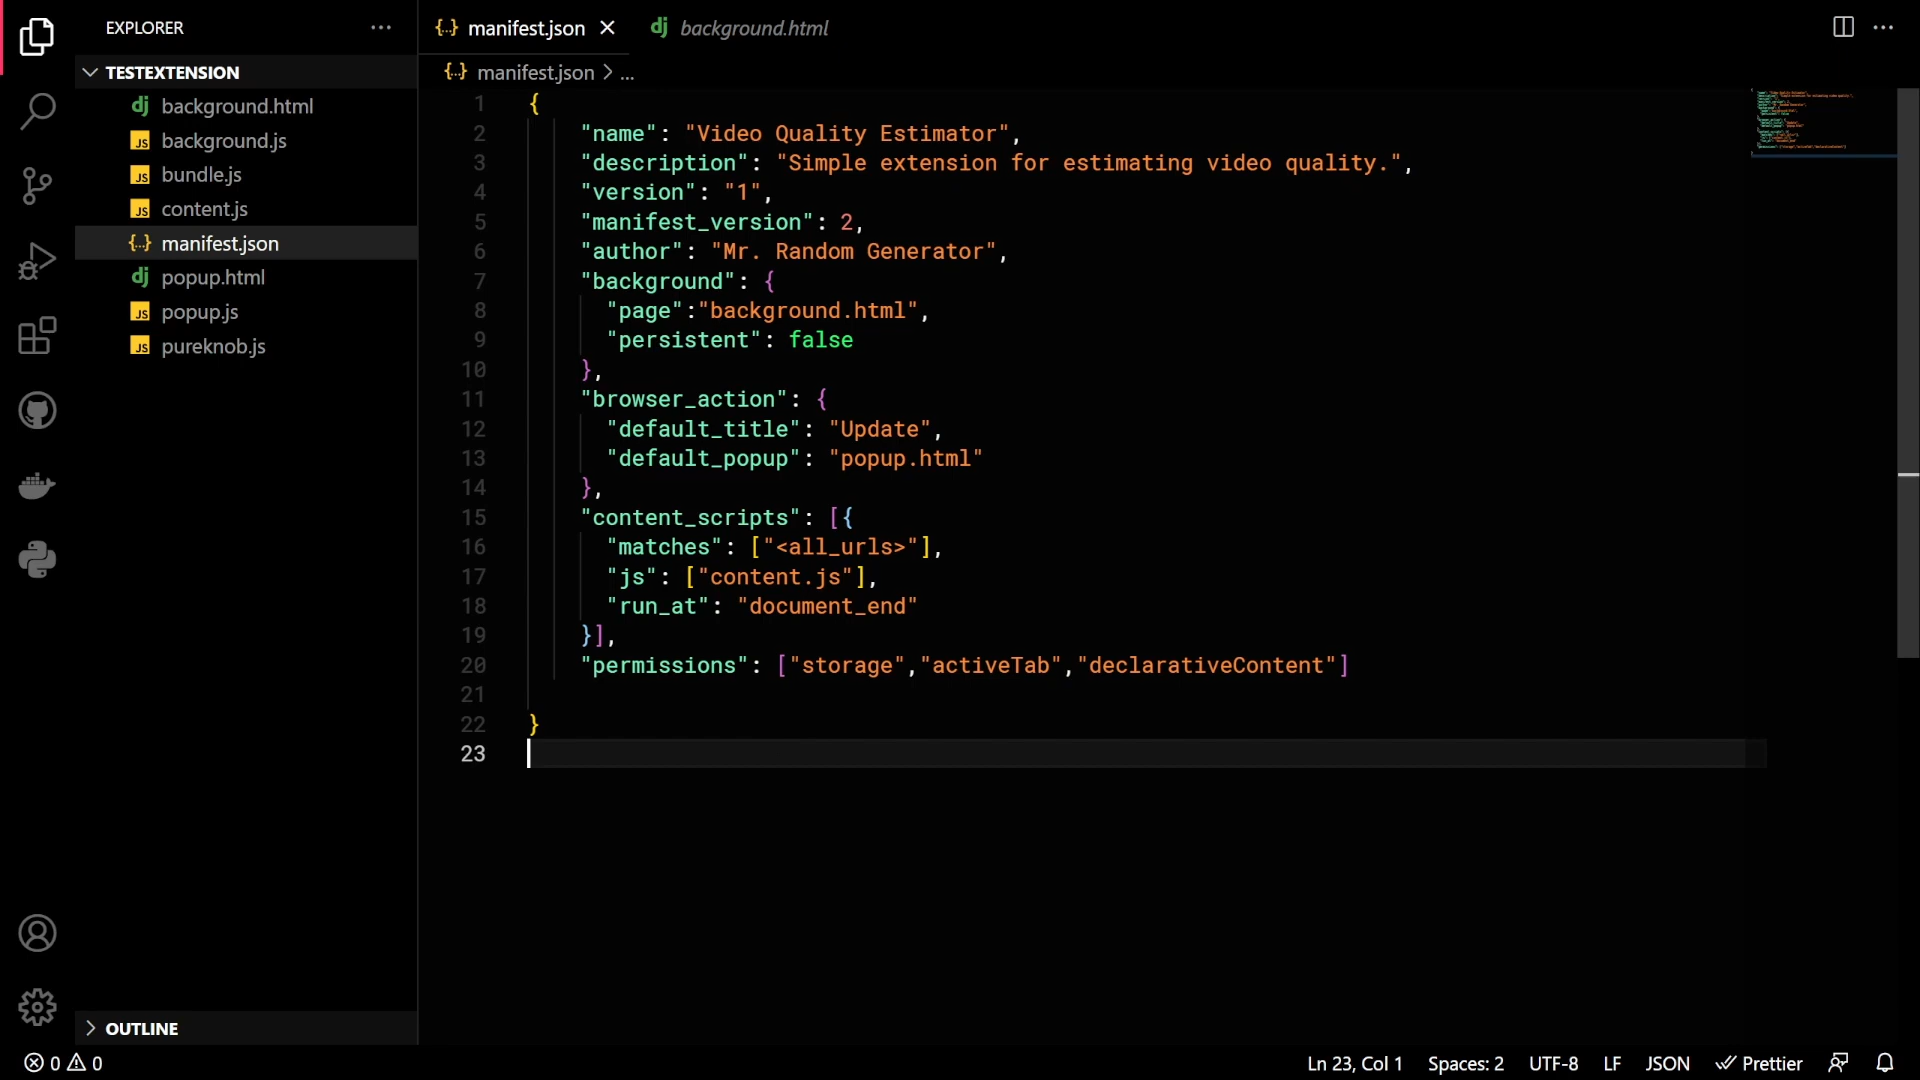 EXPLORER
TESTEXTENSION
background.html
background.js
bundle.js
content.js
manifest.json
popup.html
popup.js
pureknob.js
OUTLINE
manifest.json
background.html
manifest.json > ...
1 {
2 "name": "Video Quality Estimator",
3 "description": "Simple extension for estimating video quality.",
4 "version": "1",
5 "manifest_version": 2,
6 "author": "Mr. Random Generator",
7 "background": {
8 "page":"background.html",
9 "persistent": false
10 },
11 "browser_action": {
12 "default_title": "Update",
13 "default_popup": "popup.html"
14 },
15 "content_scripts": [{
16 "matches": ["<all_urls>"],
17 "js": ["content.js"],
18 "run_at": "document_end"
19 }],
20 "permissions": ["storage","activeTab","declarativeContent"]
21
22 }
23
0 0 Ln 23, Col 1 Spaces: 2 UTF-8 LF JSON Prettier